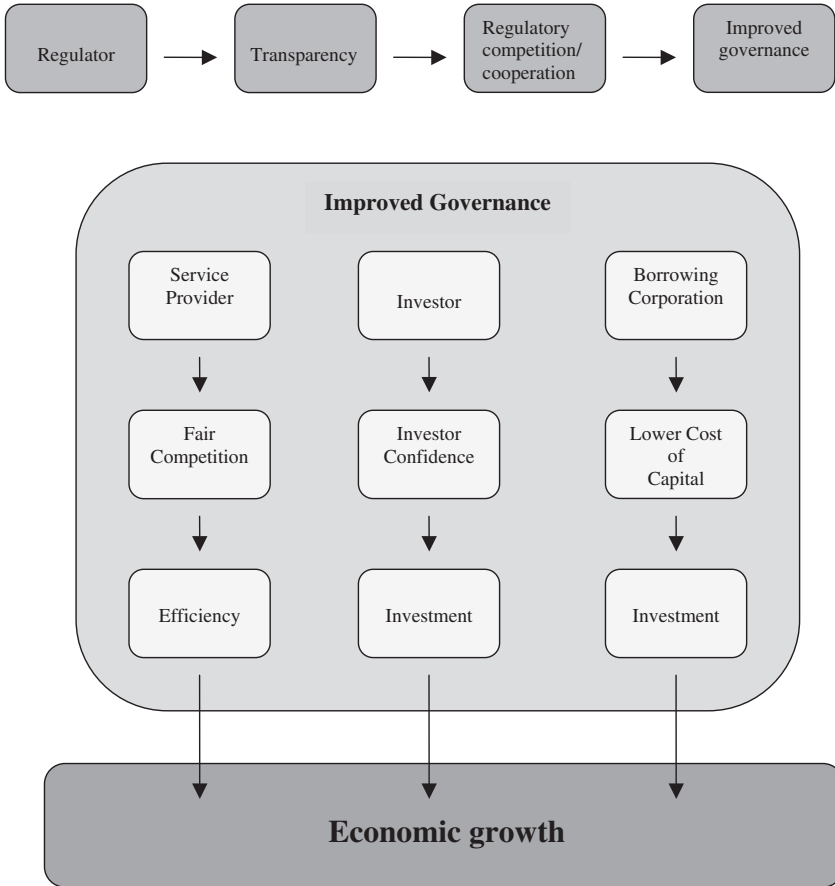 Regulator
Transparency
Regulatory
competition/
cooperation
Improved
governance
Improved Governance
Service
Provider
Investor
Borrowing
Corporation
Fair
Competition
Investor
Confidence
Lower Cost
of
Capital
Efficiency
Investment
Investment
Economic growth